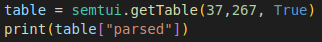 table = semtui.getTable(37,267, True)
print(table["parsed"])